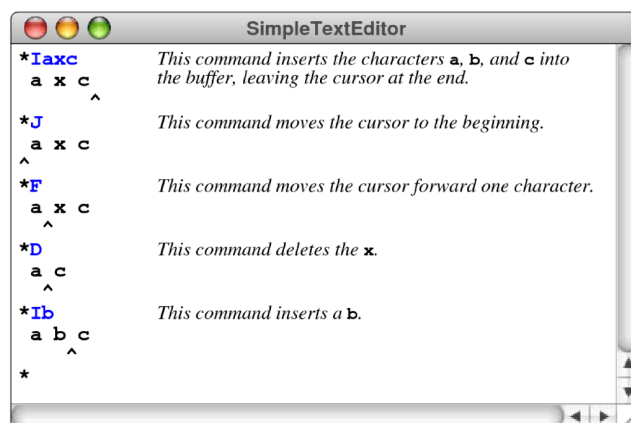 SimpleTextEditor
*Iaxc This command inserts the characters a, b, and c into
a x c the buffer, leaving the cursor at the end.
^
*J This command moves the cursor to the beginning.
a x c
^
*F This command moves the cursor forward one character.
a x c
^
*D This command deletes the x.
a c
^
*Ib This command inserts a b.
a b c
^
*